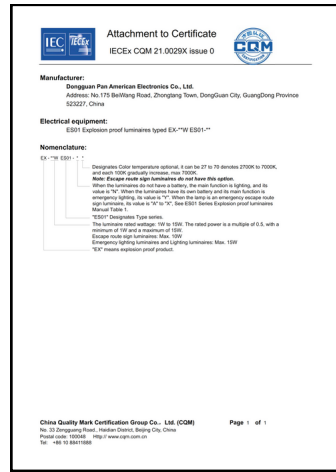 IEC IECEx
Attachment to Certificate
IECEx CQM 21.0029X issue 0
CQM
Manufacturer:
Dongguan Pan American Electronics Co., Ltd.
Address: No.175 BeiWang Road, Zhongtang Town, DongGuan City, GuangDong Province
523227, China
Electrical equipment:
ES01 Explosion proof luminaires typed EX-**W ES01-**
Nomenclature:
EX - **W ES01 - * *
Designates Color temperature optional: it can be 27 to 70 denotes 2700K to 7000K,
and each 100K gradually increase, max 7000K.
Note: Escape route sign luminaires do not have this option.
When the luminaires do not have a battery, the main function is lighting, and its
value is "N". When the luminaires have its own battery and its main function is
emergency lighting, its value is "Y". When the lamp is an emergency escape route
sign luminaire, its value is "A" to "X", See ES01 Series Explosion proof luminaires
Manual Table 1.
"ES01" Designates Type series.
The luminaire rated wattage: 1W to 15W. The rated power is a multiple of 0.5, with a
minimum of 1W and a maximum of 15W.
Escape route sign luminaires: Max. 10W
Emergency lighting luminaires and Lighting luminaires: Max. 15W
"EX" means explosion proof product.
China Quality Mark Certification Group Co., Ltd. (CQM)
Page 1 of 1
No. 33 Zengguang Road., Haidian District, Beijing City, China
Postal code: 100048 Http:// www.cqm.com.cn
Tel: +86 10 88411888